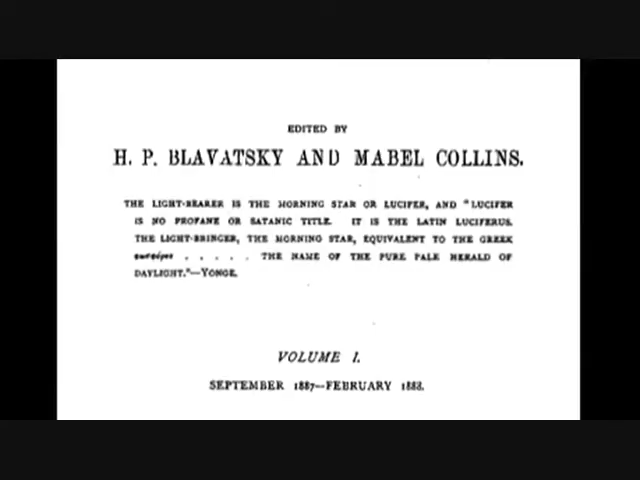 EDITED BY
H. P. BLAVATSKY AND MABEL COLLINS.
THE LIGHT-BEARER IS THE MORNING STAR OR LUCIFER, AND "LUCIFER
IS NO PROFANE OR SATANIC TITLE. IT IS THE LATIN LUCIFERUS,
THE LIGHT-BRINGER, THE MORNING STAR, EQUIVALENT TO THE GREEK
. . . . . THE NAME OF THE PURE PALE HERALD OF
DAYLIGHT."—YONGE.
VOLUME I.
SEPTEMBER 1887—FEBRUARY 1888.